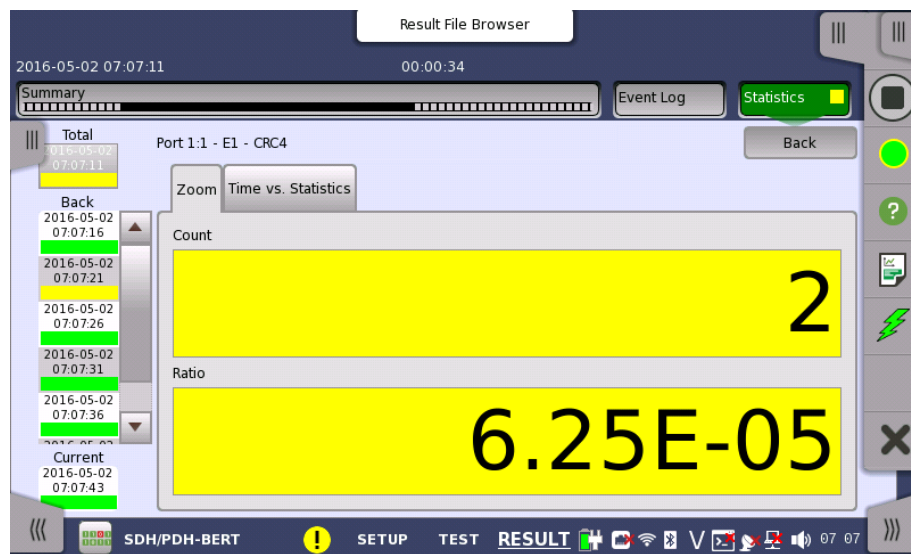 Result File Browser
2016-05-02 07:07:11
00:00:34
Summary
Event Log
Statistics
Total
2016-05-02
07:07:11
Port 1:1 - E1 - CRC4
Back
Zoom
Time vs. Statistics
Back
2016-05-02
07:07:16
2016-05-02
07:07:21
2016-05-02
07:07:26
2016-05-02
07:07:31
2016-05-02
07:07:36
Count
2
Ratio
6.25E-05
Current
2016-05-02
07:07:43
SDH/PDH-BERT
SETUP
TEST
RESULT
07 07